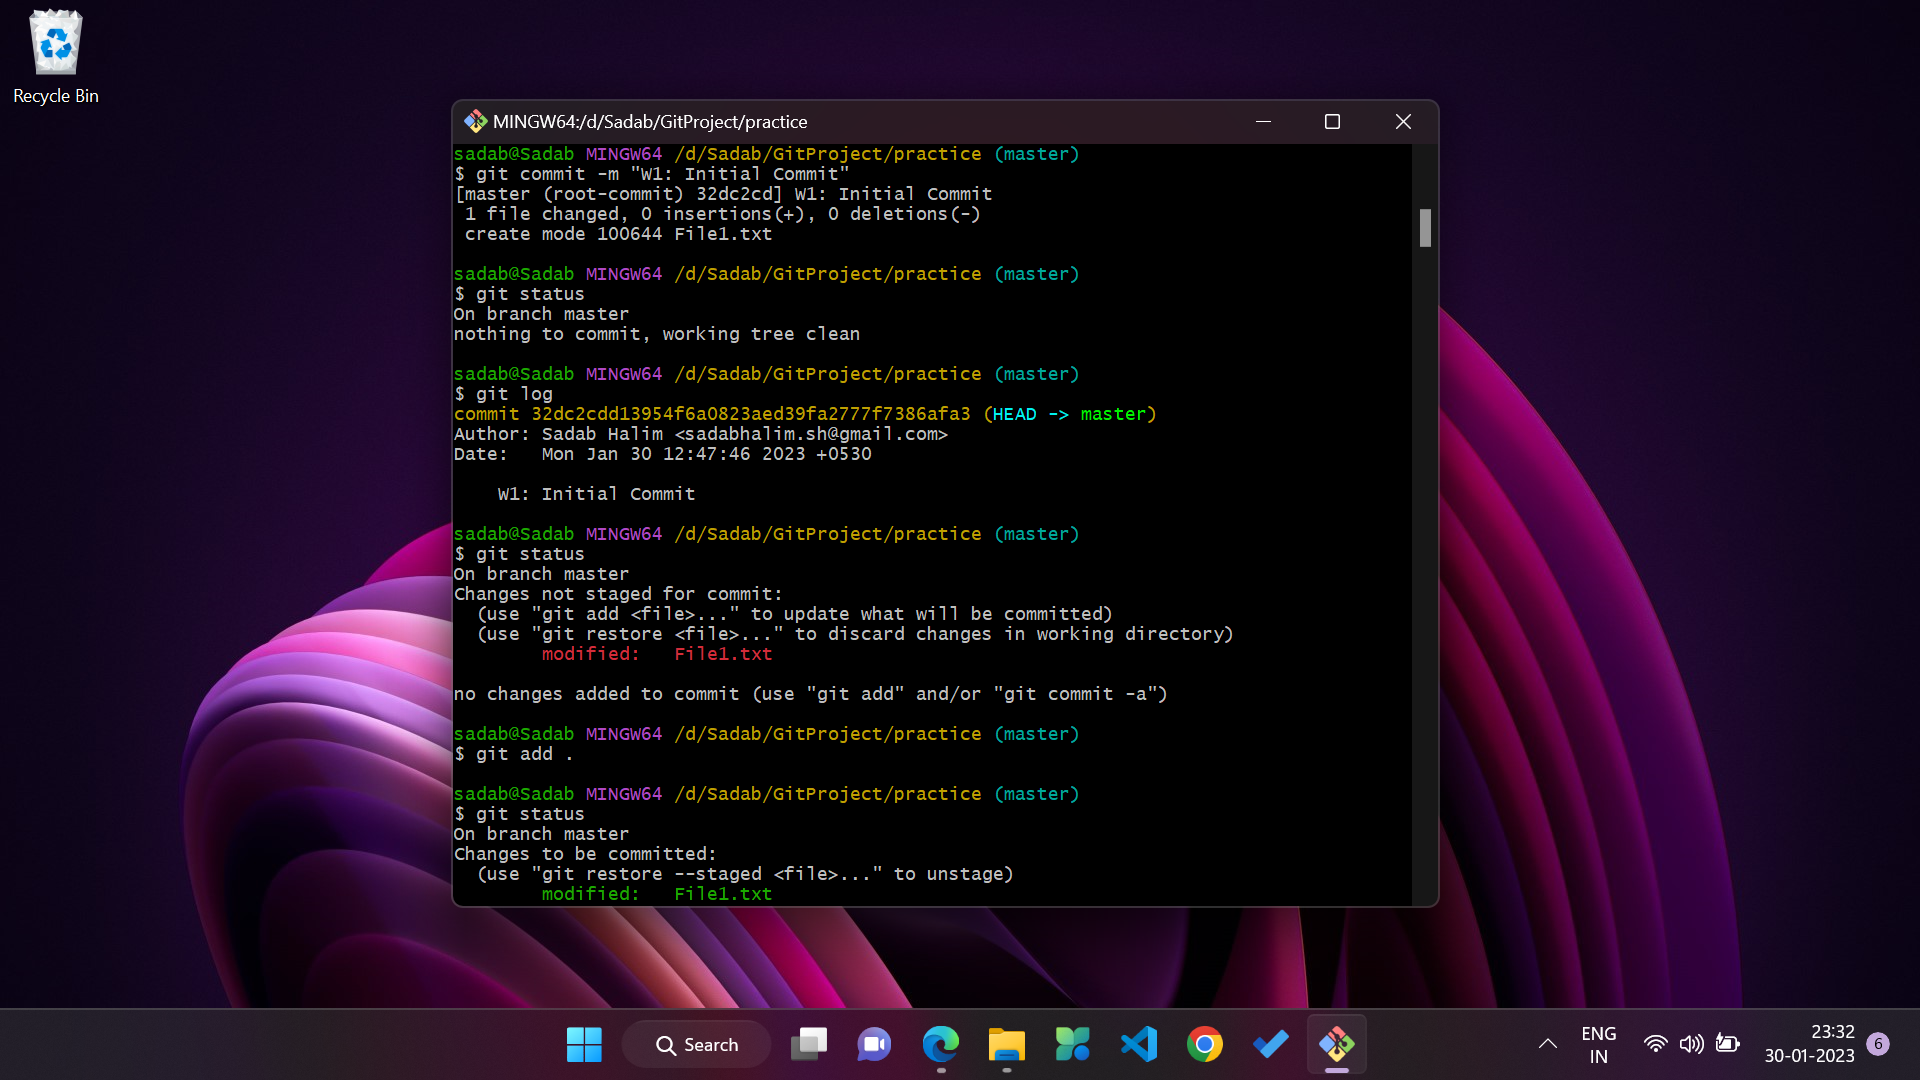 Recycle Bin
MINGW64:/d/Sadab/GitProject/practice
sadab@Sadab MINGW64 /d/Sadab/GitProject/practice (master)
$ git commit -m "W1: Initial Commit"
[master (root-commit) 32dc2cd] W1: Initial Commit
 1 file changed, 0 insertions(+), 0 deletions(-)
 create mode 100644 File1.txt

sadab@Sadab MINGW64 /d/Sadab/GitProject/practice (master)
$ git status
On branch master
nothing to commit, working tree clean

sadab@Sadab MINGW64 /d/Sadab/GitProject/practice (master)
$ git log
commit 32dc2cdd13954f6a0823aed39fa2777f7386afa3 (HEAD -> master)
Author: Sadab Halim <sadabhalim.sh@gmail.com>
Date:   Mon Jan 30 12:47:46 2023 +0530

    W1: Initial Commit

sadab@Sadab MINGW64 /d/Sadab/GitProject/practice (master)
$ git status
On branch master
Changes not staged for commit:
  (use "git add <file>..." to update what will be committed)
  (use "git restore <file>..." to discard changes in working directory)
        modified:   File1.txt

no changes added to commit (use "git add" and/or "git commit -a")

sadab@Sadab MINGW64 /d/Sadab/GitProject/practice (master)
$ git add .

sadab@Sadab MINGW64 /d/Sadab/GitProject/practice (master)
$ git status
On branch master
Changes to be committed:
  (use "git restore --staged <file>..." to unstage)
        modified:   File1.txt
Search
ENG
IN
23:32
30-01-2023
6